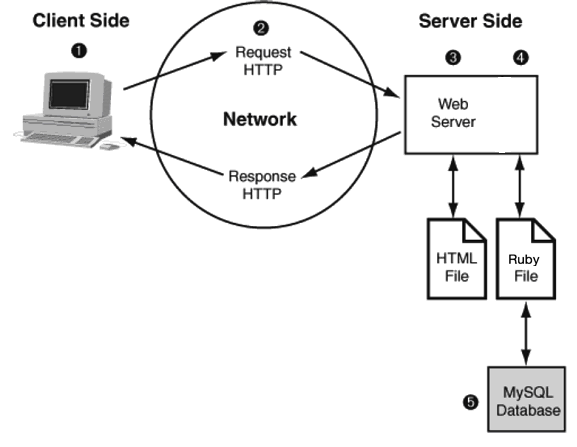 Client Side
Server Side
❶
❷
❸
❹
Request
HTTP
Web
Server
Network
Response
HTTP
HTML
File
Ruby
File
❺
MySQL
Database